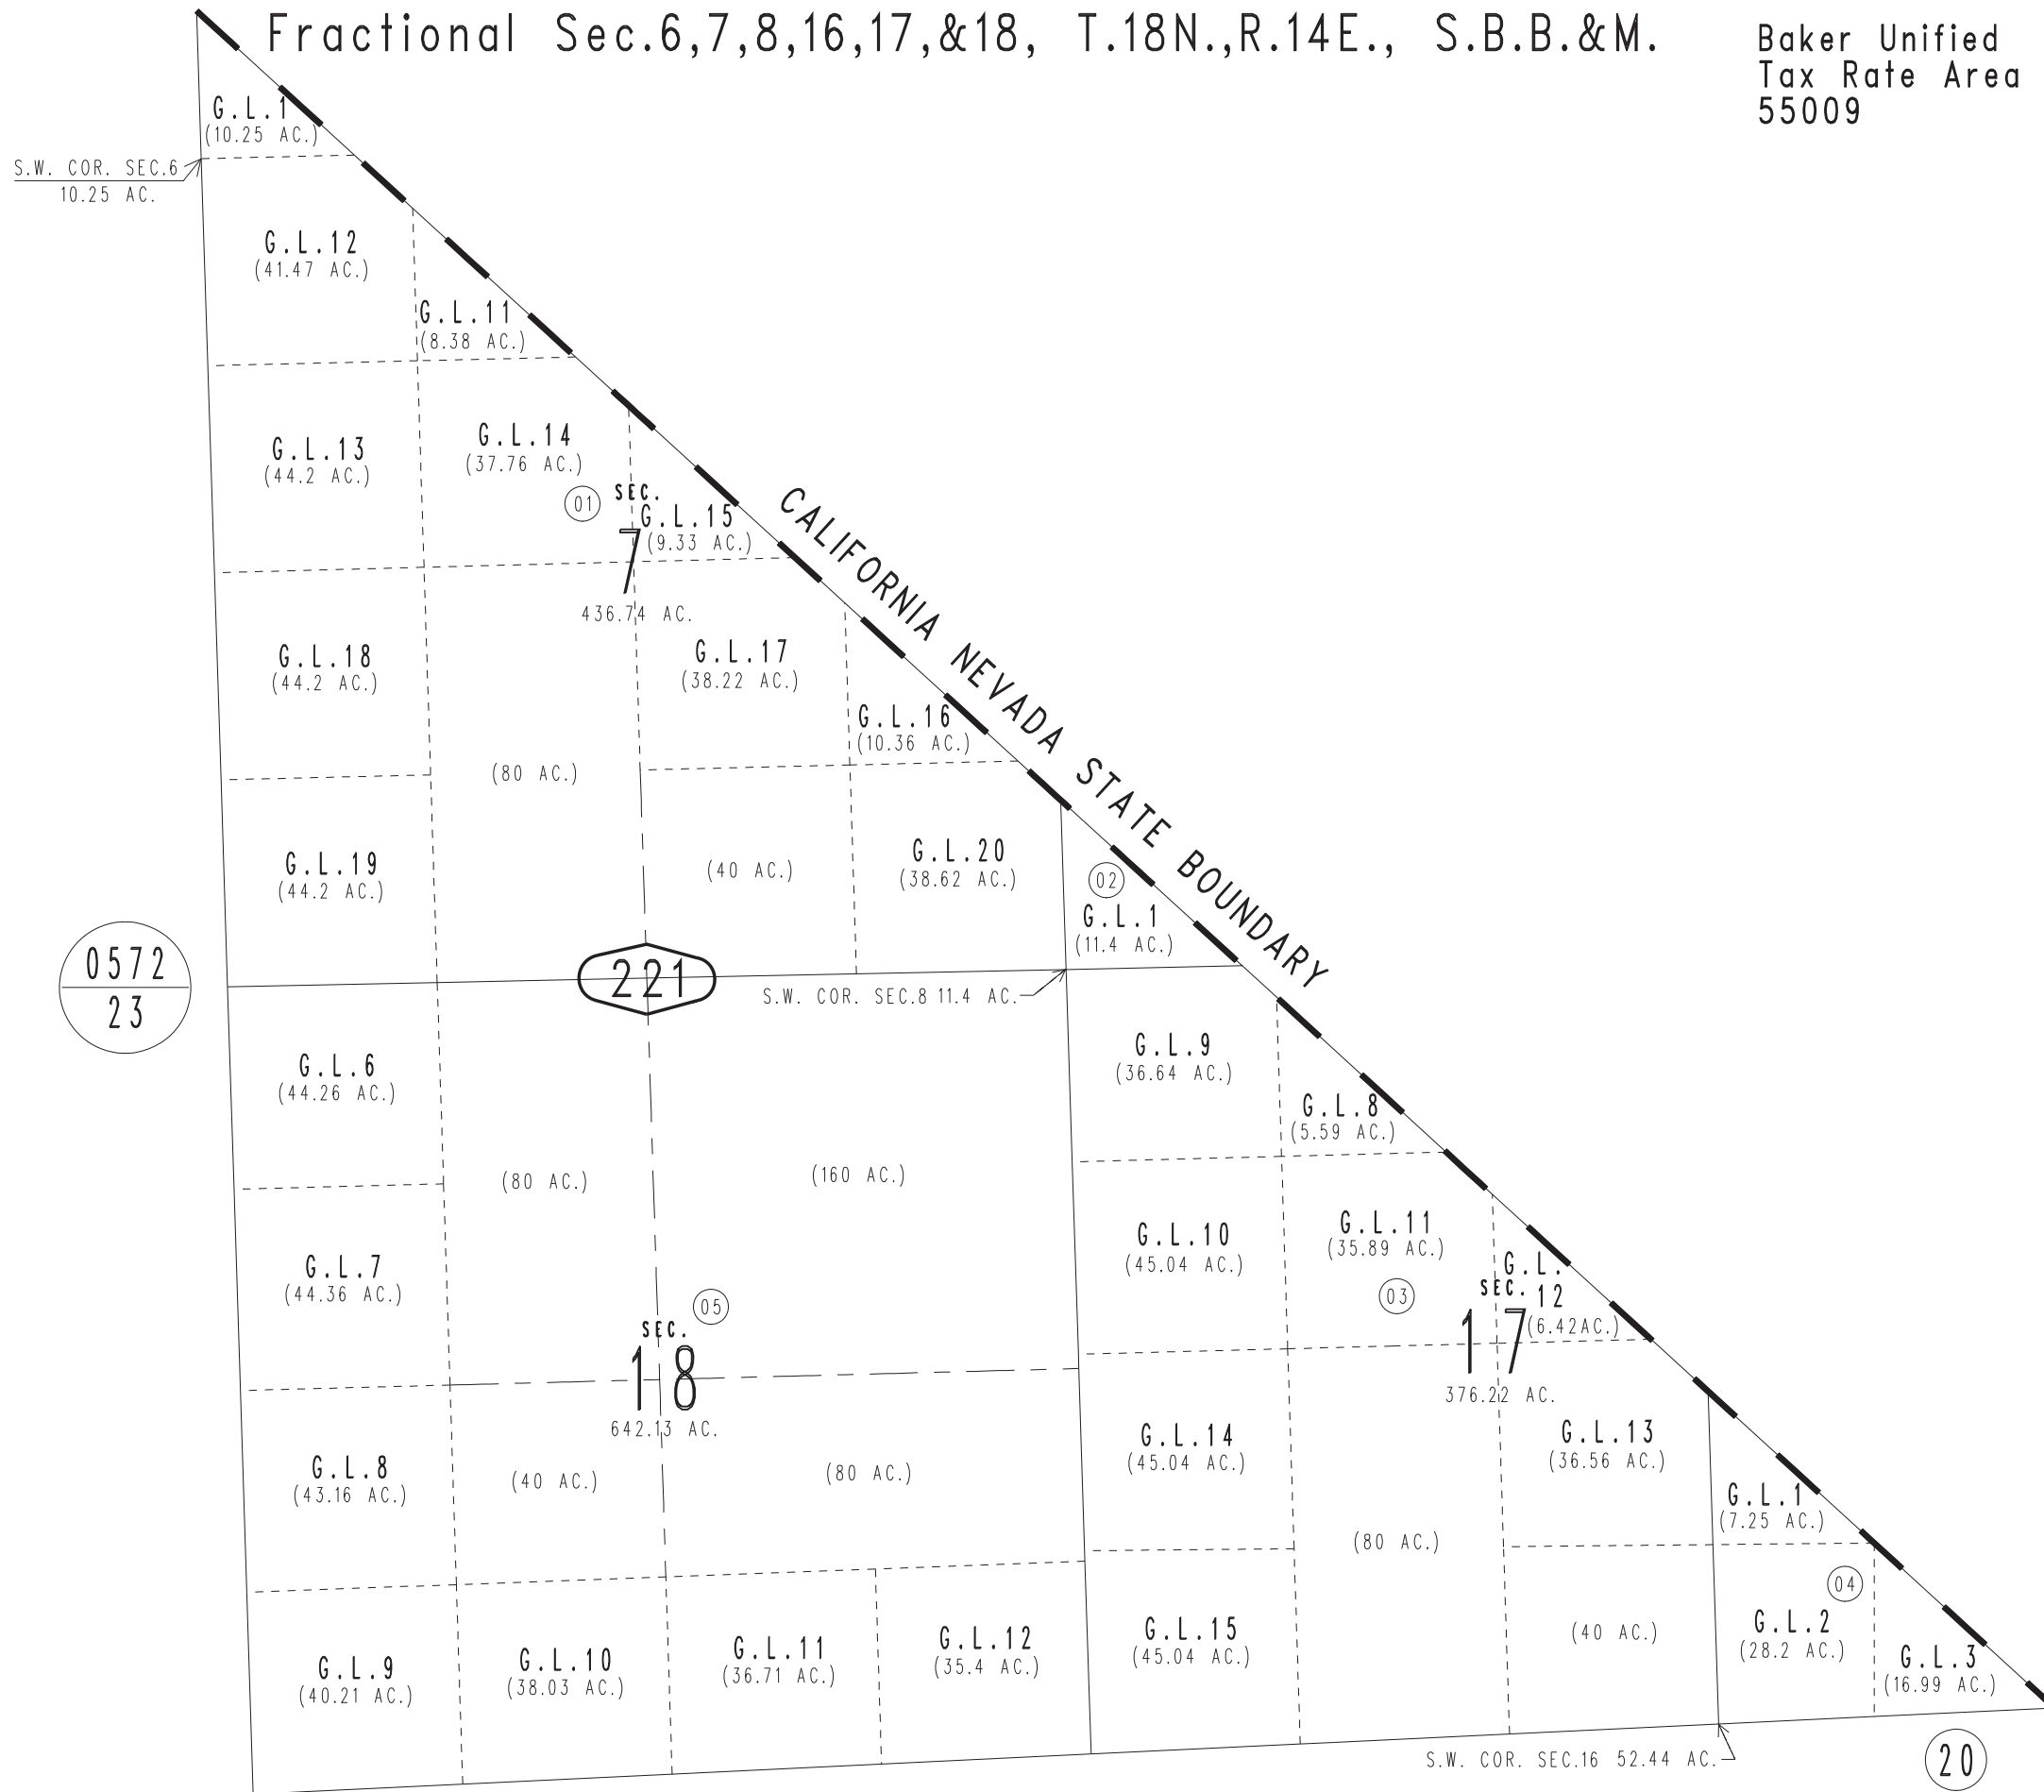 Fractional Sec.6,7,8,16,17,&18, T.18N.,R.14E., S.B.B.&M.
Baker Unified
Tax Rate Area
55009
G.L.1
(10.25 AC.)
S.W. COR. SEC.6
10.25 AC.
G.L.12
(41.47 AC.)
G.L.11
(8.38 AC.)
G.L.13
(44.2 AC.)
G.L.14
(37.76 AC.)
01
SEC.
7
436.74 AC.
G.L.15
(9.33 AC.)
CALIFORNIA NEVADA STATE BOUNDARY
G.L.18
(44.2 AC.)
G.L.17
(38.22 AC.)
G.L.16
(10.36 AC.)
(80 AC.)
G.L.19
(44.2 AC.)
(40 AC.)
G.L.20
(38.62 AC.)
02
G.L.1
(11.4 AC.)
0572
23
221
S.W. COR. SEC.8 11.4 AC.
G.L.6
(44.26 AC.)
G.L.9
(36.64 AC.)
G.L.8
(5.59 AC.)
(80 AC.)
(160 AC.)
G.L.7
(44.36 AC.)
G.L.10
(45.04 AC.)
G.L.11
(35.89 AC.)
G.L.
12
(6.42AC.)
03
SEC.
17
376.22 AC.
05
SEC.
18
642.13 AC.
G.L.8
(43.16 AC.)
(40 AC.)
(80 AC.)
G.L.14
(45.04 AC.)
G.L.13
(36.56 AC.)
(80 AC.)
G.L.1
(7.25 AC.)
04
G.L.9
(40.21 AC.)
G.L.10
(38.03 AC.)
G.L.11
(36.71 AC.)
G.L.12
(35.4 AC.)
G.L.15
(45.04 AC.)
(40 AC.)
G.L.2
(28.2 AC.)
G.L.3
(16.99 AC.)
S.W. COR. SEC.16 52.44 AC.
20